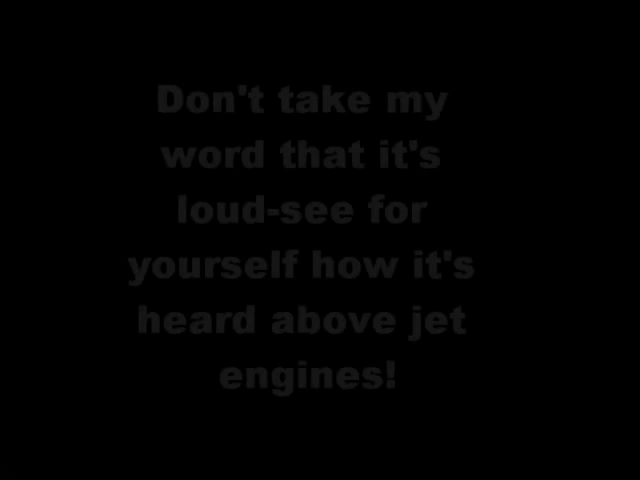 Don't take my
word that it's
loud-see for
yourself how it's
heard above jet
engines!